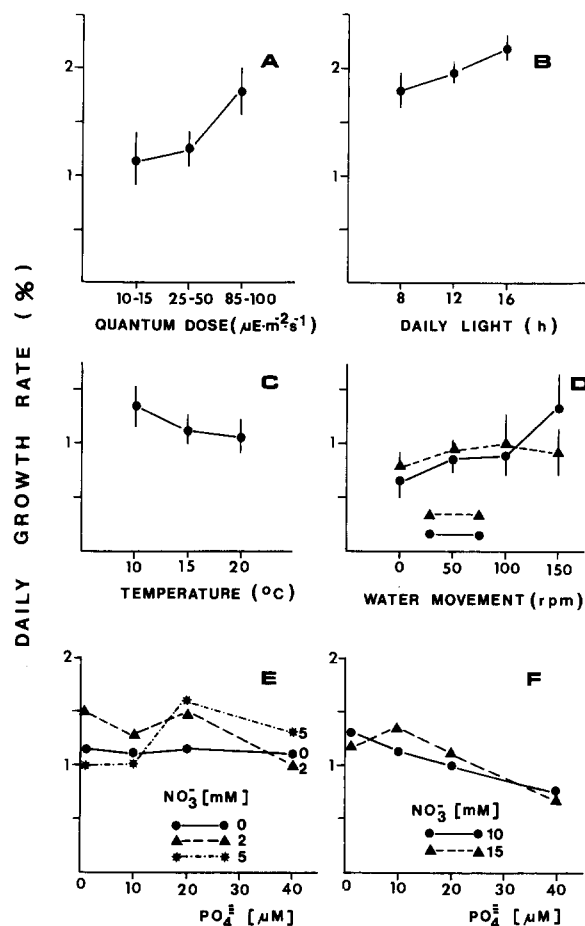 DAILY GROWTH RATE (%)
A
2
1
10-15 25-50 85-100
QUANTUM DOSE (µE·m⁻²·s⁻¹)
B
2
1
8 12 16
DAILY LIGHT (h)
C
1
10 15 20
TEMPERATURE (°C)
D
1
0 50 100 150
WATER MOVEMENT (rpm)
E
2
1
5
0
2
NO₃⁻ [mM]
0
2
5
0 10 20 40
PO₄≡ [µM]
F
2
1
NO₃⁻ [mM]
10
15
0 10 20 40
PO₄≡ [µM]